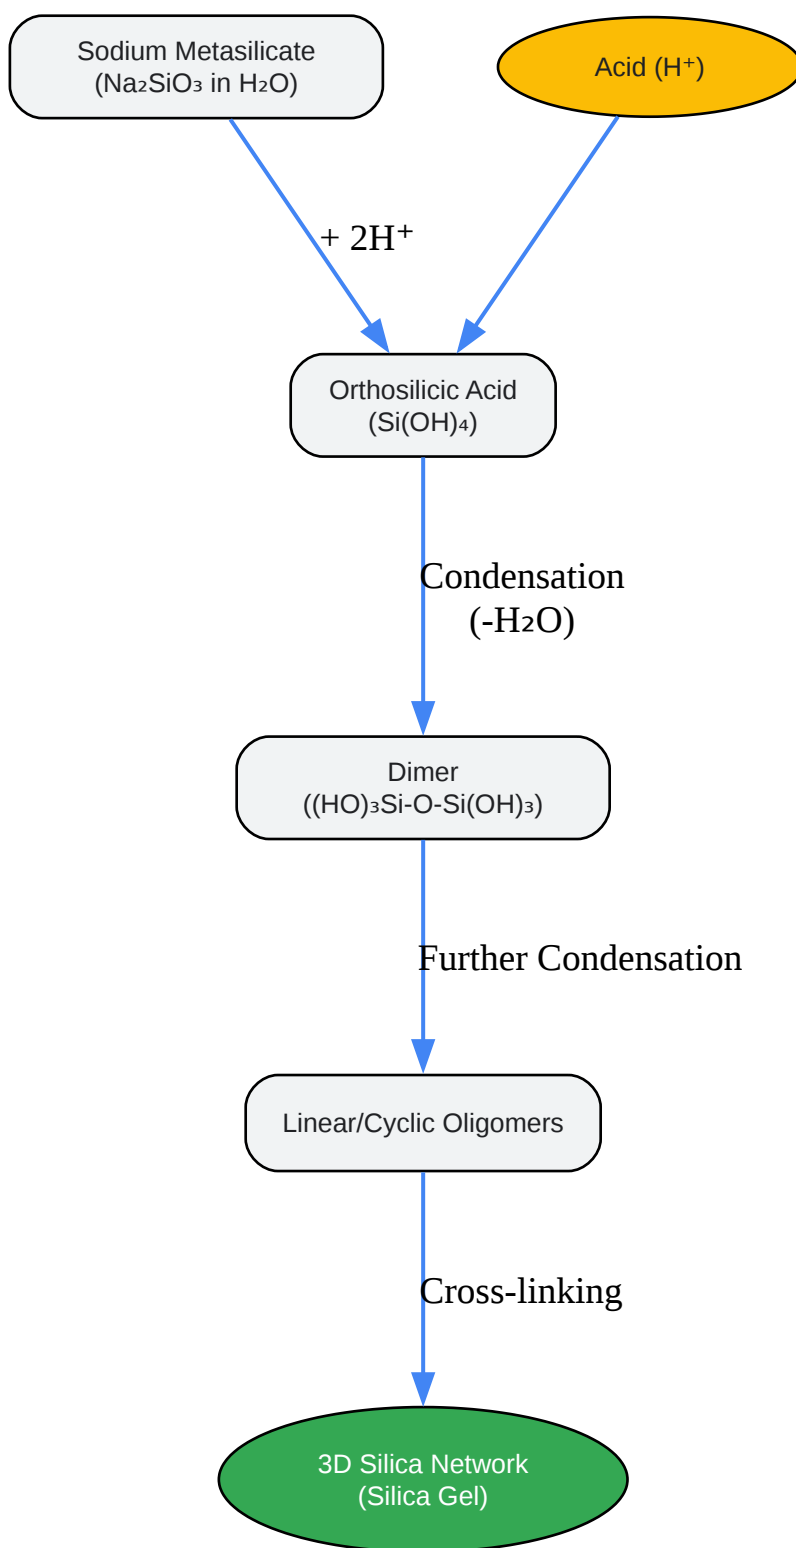 Sodium Metasilicate
(Na₂SiO₃ in H₂O)
Acid (H⁺)
+ 2H⁺
Orthosilicic Acid
(Si(OH)₄)
Condensation
(-H₂O)
Dimer
((HO)₃Si-O-Si(OH)₃)
Further Condensation
Linear/Cyclic Oligomers
Cross-linking
3D Silica Network
(Silica Gel)